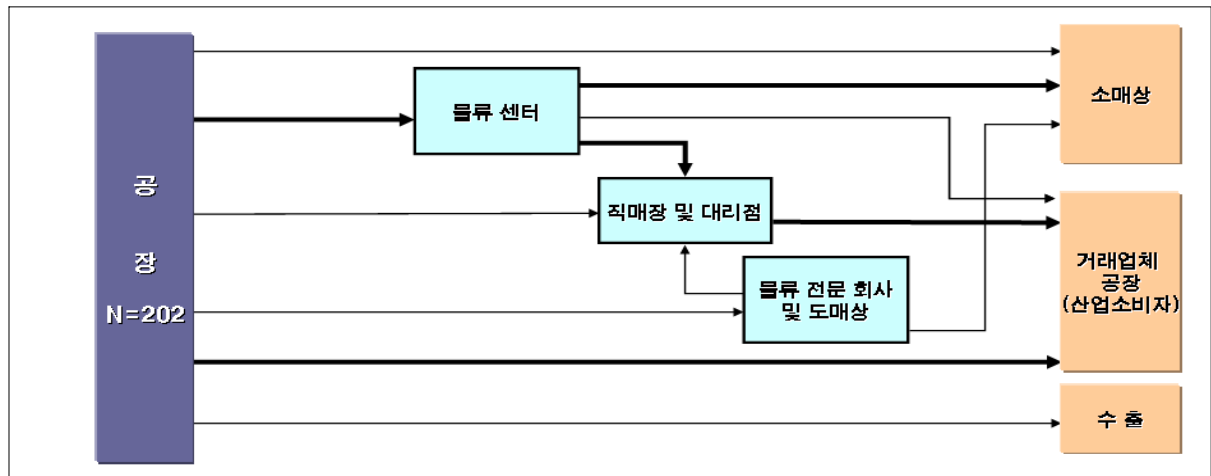 공
장
N=202
물류 센터
직매장 및 대리점
물류 전문 회사
및 도매상
소매상
거래업체
공장
(산업소비자)
수 출